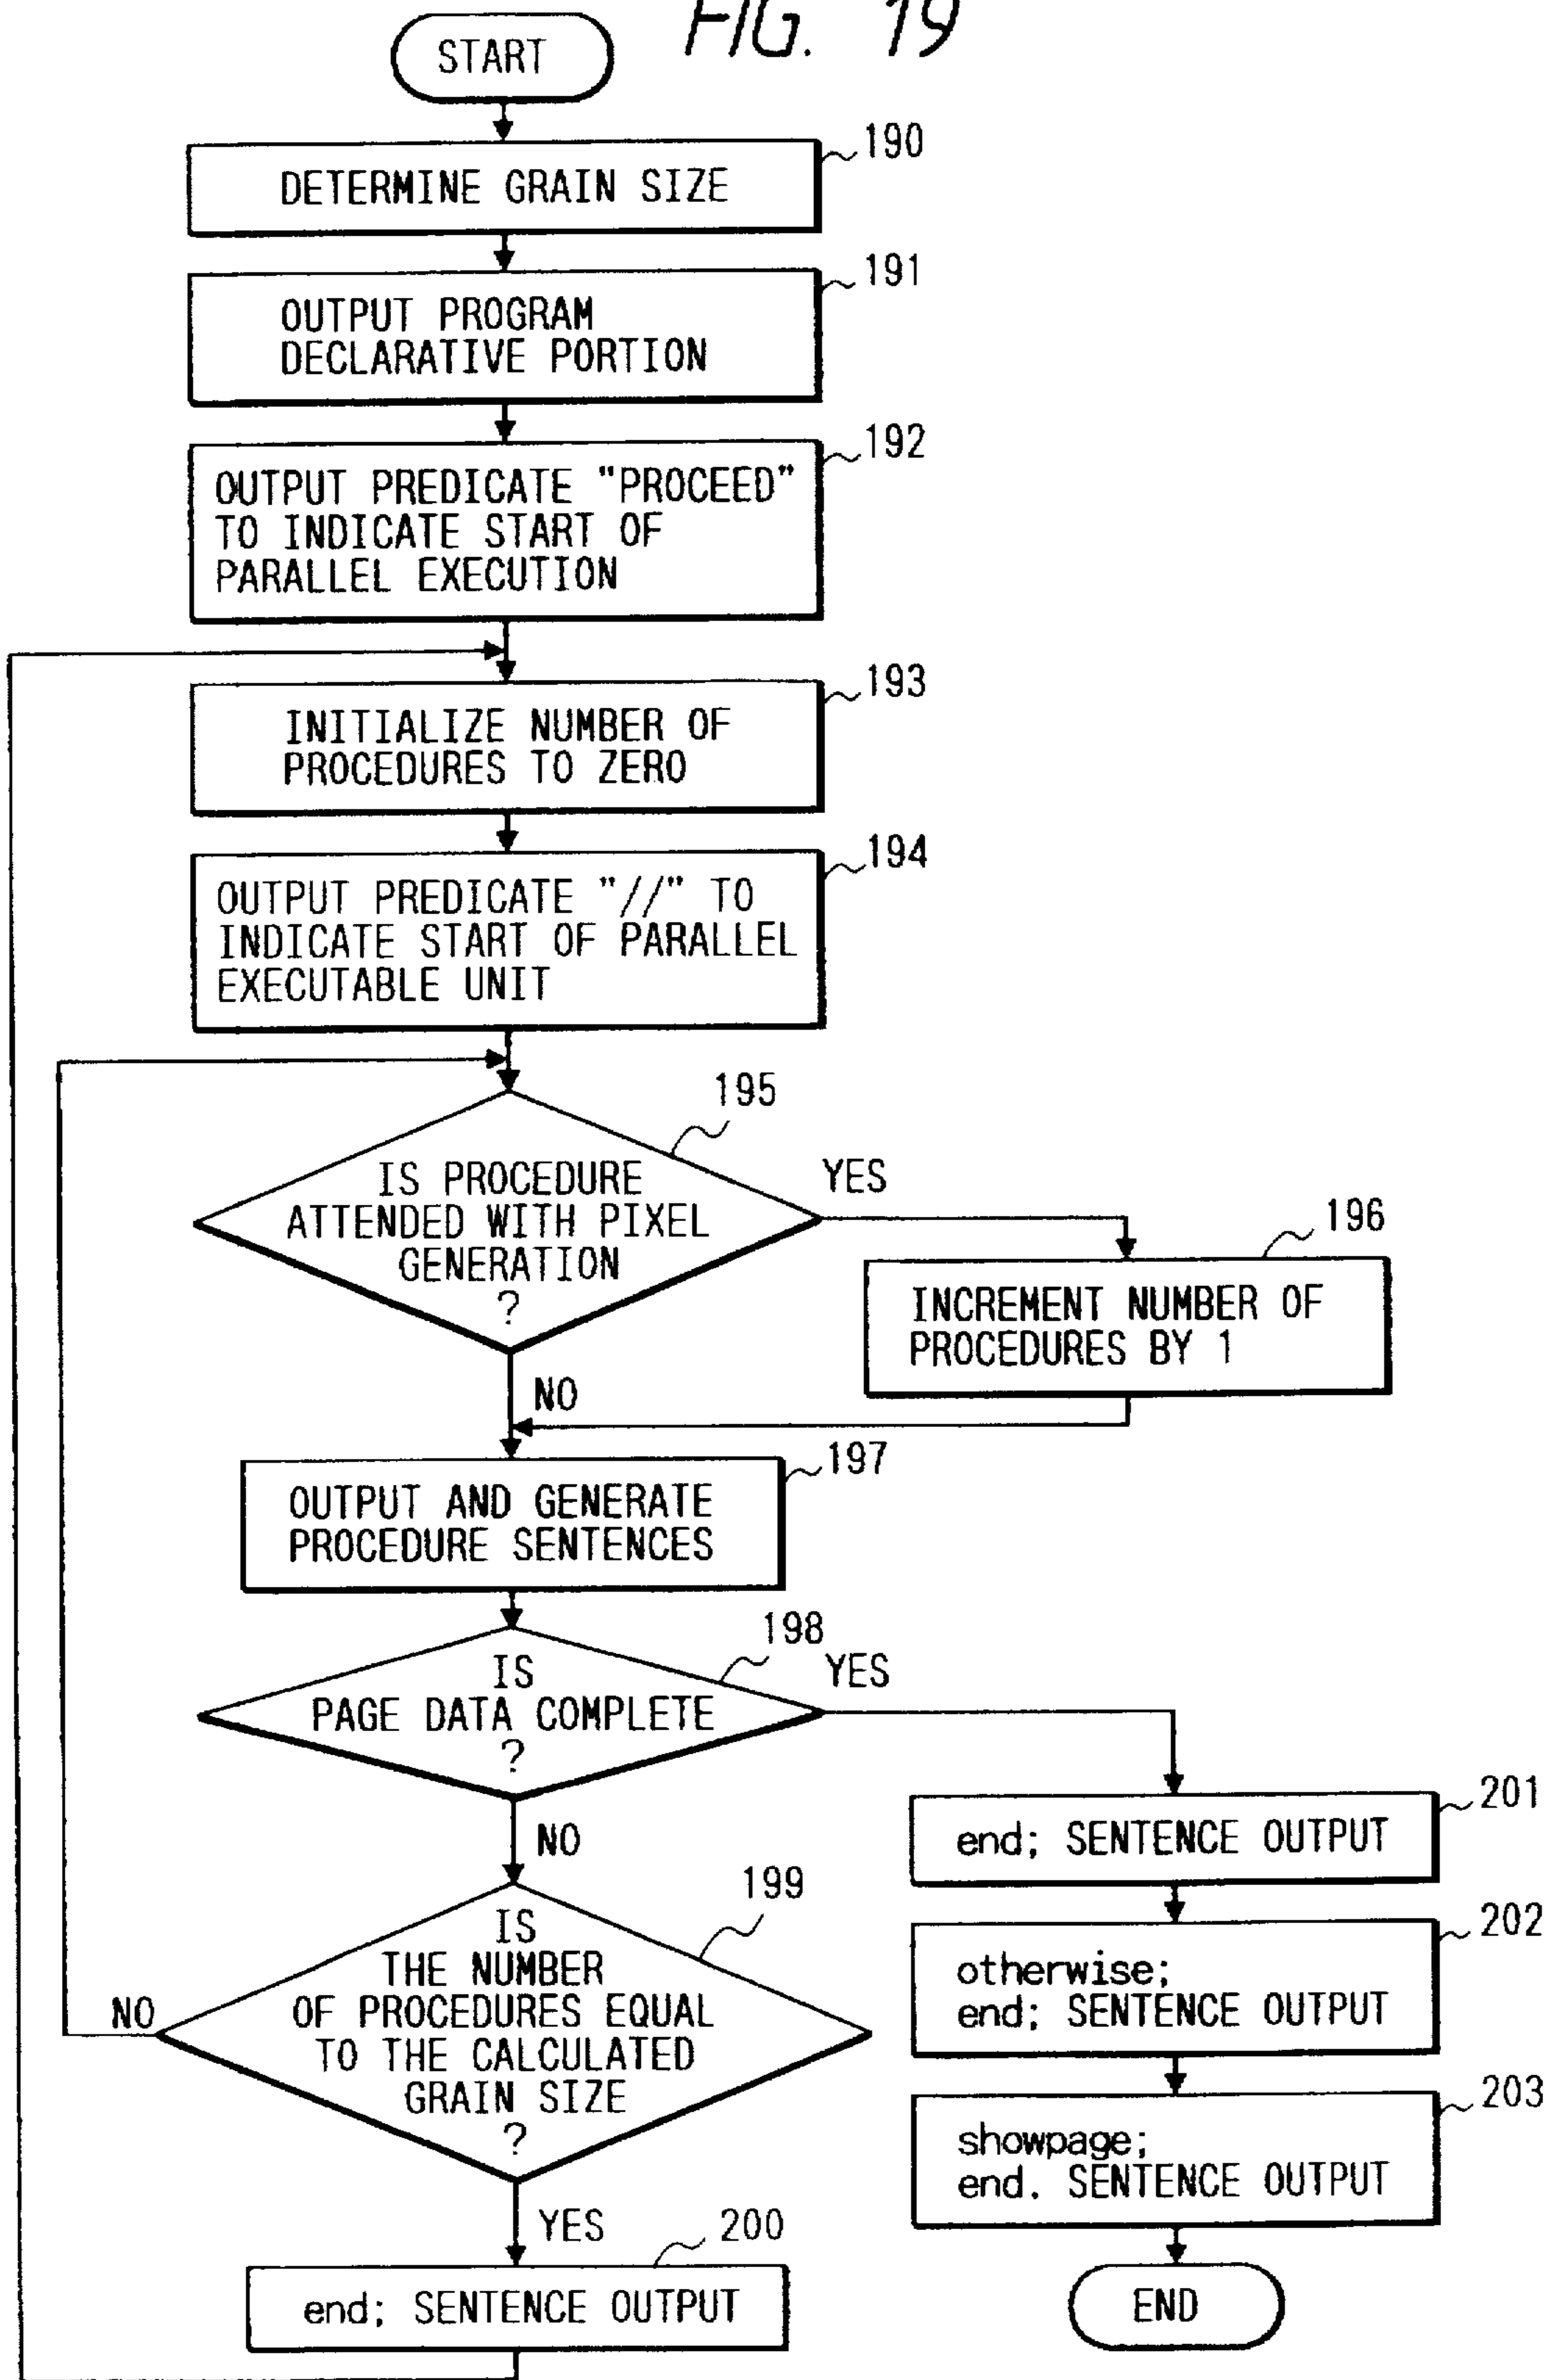 FIG. 19
START
190
DETERMINE GRAIN SIZE
191
OUTPUT PROGRAM
DECLARATIVE PORTION
192
OUTPUT PREDICATE "PROCEED"
TO INDICATE START OF
PARALLEL EXECUTION
193
INITIALIZE NUMBER OF
PROCEDURES TO ZERO
194
OUTPUT PREDICATE "//" TO
INDICATE START OF PARALLEL
EXECUTABLE UNIT
195
IS PROCEDURE
ATTENDED WITH PIXEL
GENERATION
?
YES
196
INCREMENT NUMBER OF
PROCEDURES BY 1
NO
197
OUTPUT AND GENERATE
PROCEDURE SENTENCES
198
IS
PAGE DATA COMPLETE
?
YES
NO
199
IS
THE NUMBER
OF PROCEDURES EQUAL
TO THE CALCULATED
GRAIN SIZE
?
NO
YES
200
end; SENTENCE OUTPUT
201
end; SENTENCE OUTPUT
202
otherwise;
end; SENTENCE OUTPUT
203
showpage;
end. SENTENCE OUTPUT
END